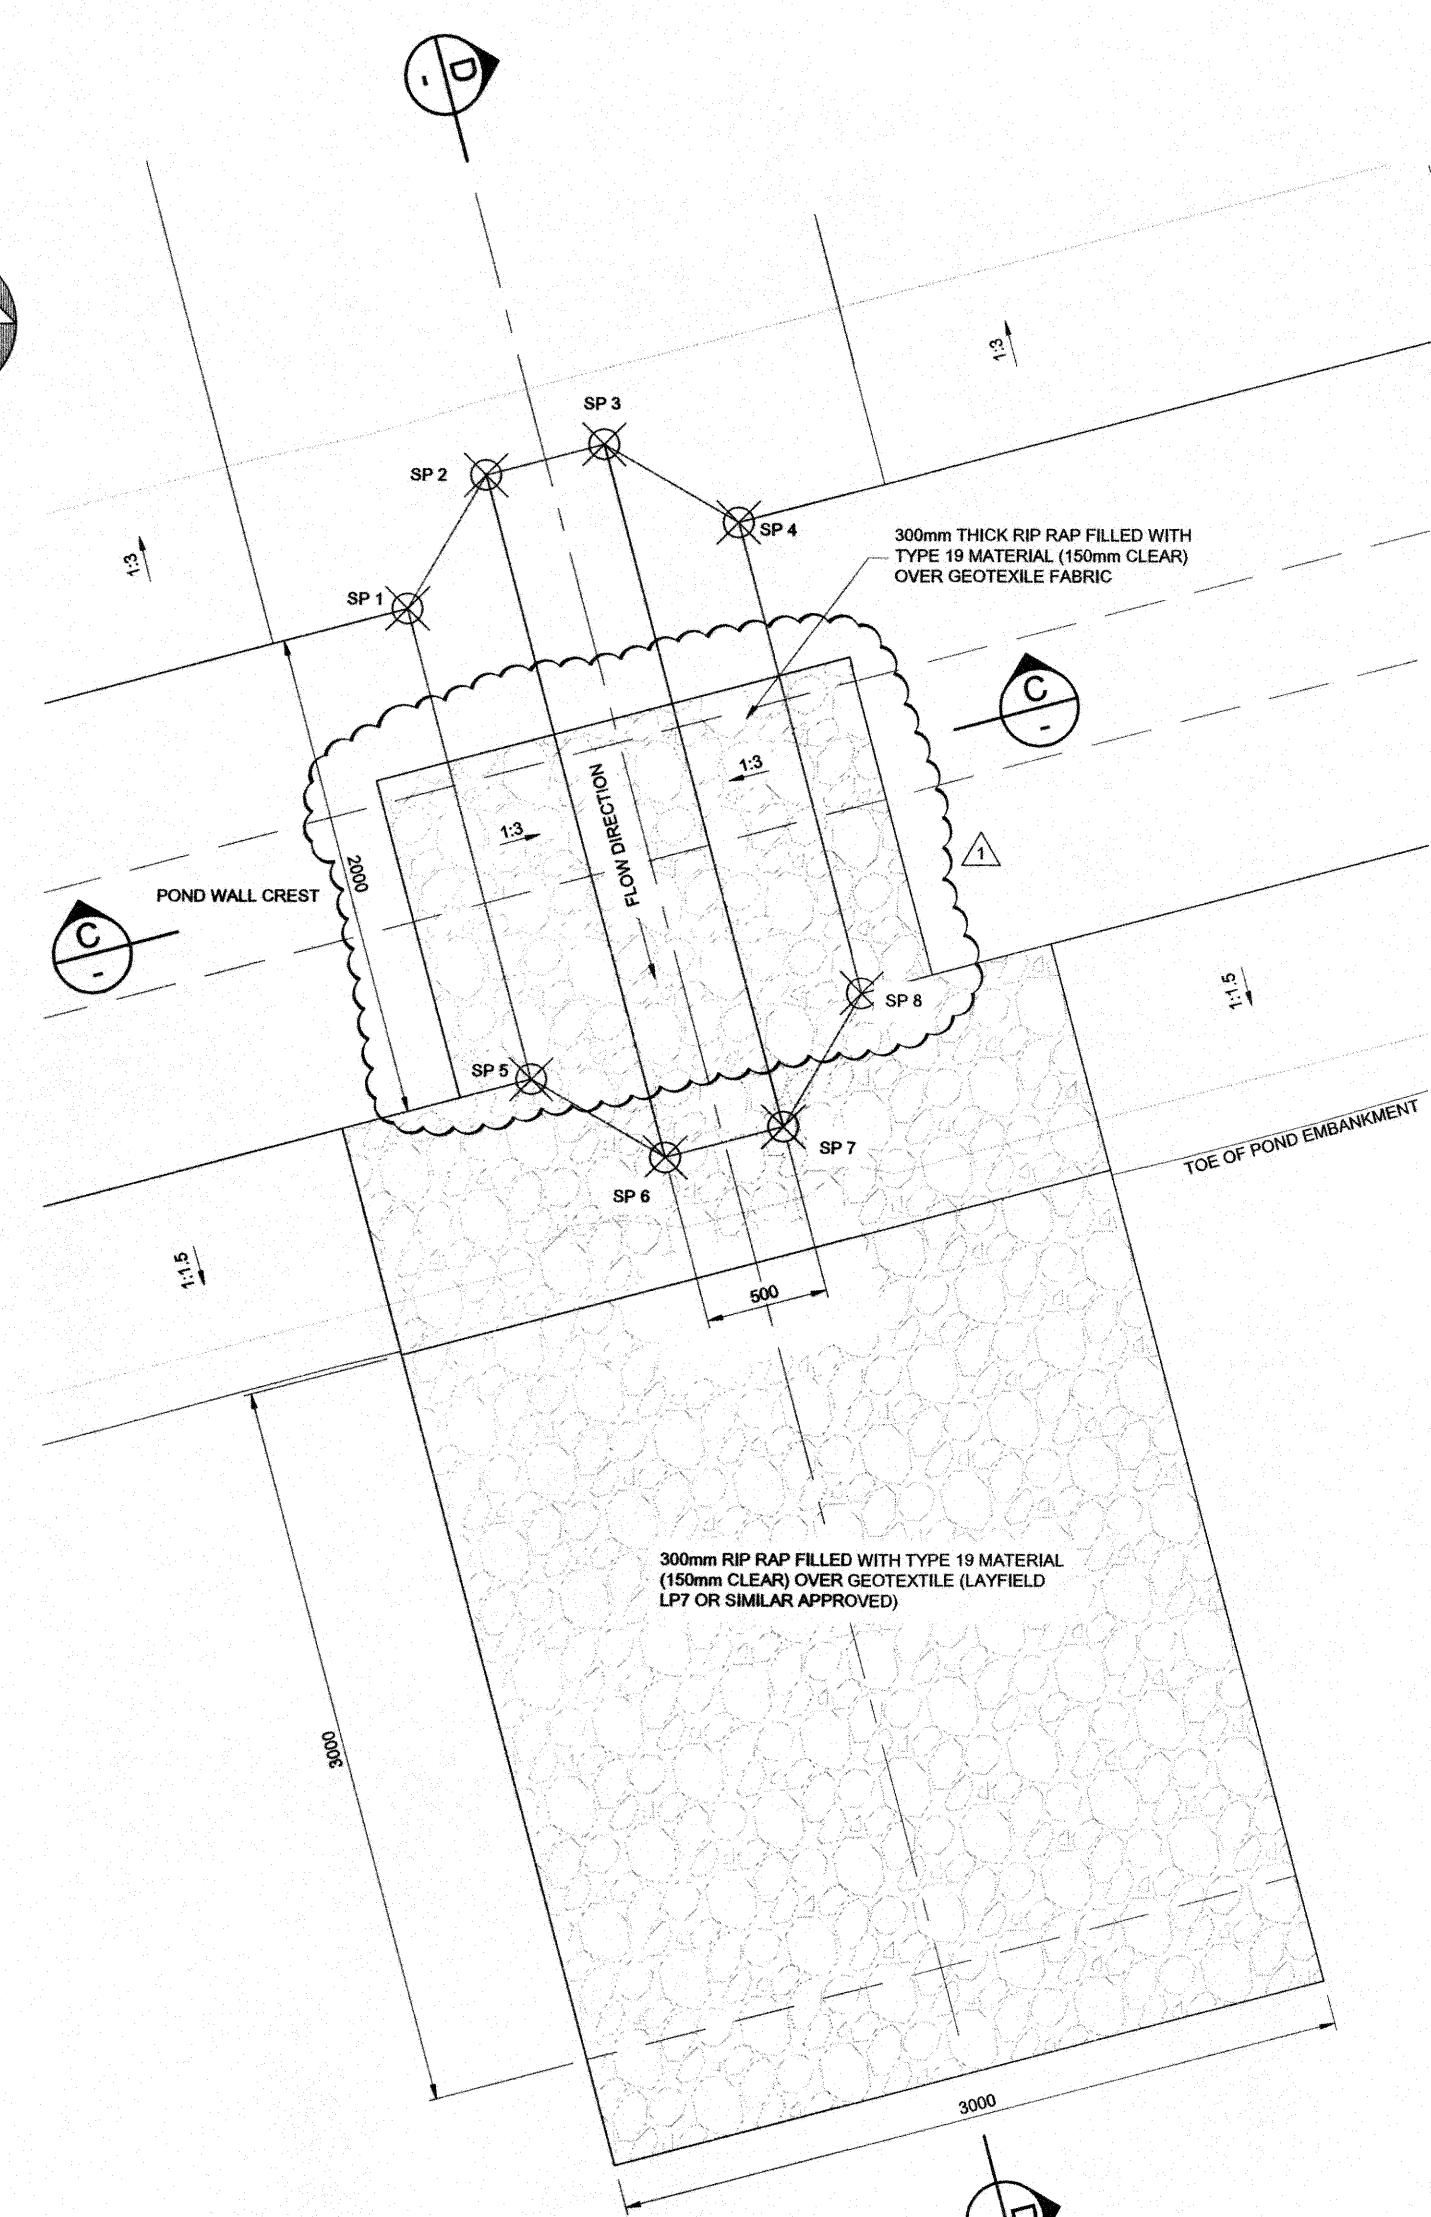 D
-
SP 3
SP 2
SP 4
1:3
1:3
SP 1
300mm THICK RIP RAP FILLED WITH
TYPE 19 MATERIAL (150mm CLEAR)
OVER GEOTEXILE FABRIC
C
-
1:3
1:3
FLOW DIRECTION
2000
1
POND WALL CREST
C
-
SP 8
1:1.5
SP 5
SP 7
TOE OF POND EMBANKMENT
SP 6
1:1.5
500
300mm RIP RAP FILLED WITH TYPE 19 MATERIAL
(150mm CLEAR) OVER GEOTEXTILE (LAYFIELD
LP7 OR SIMILAR APPROVED)
3000
3000
D